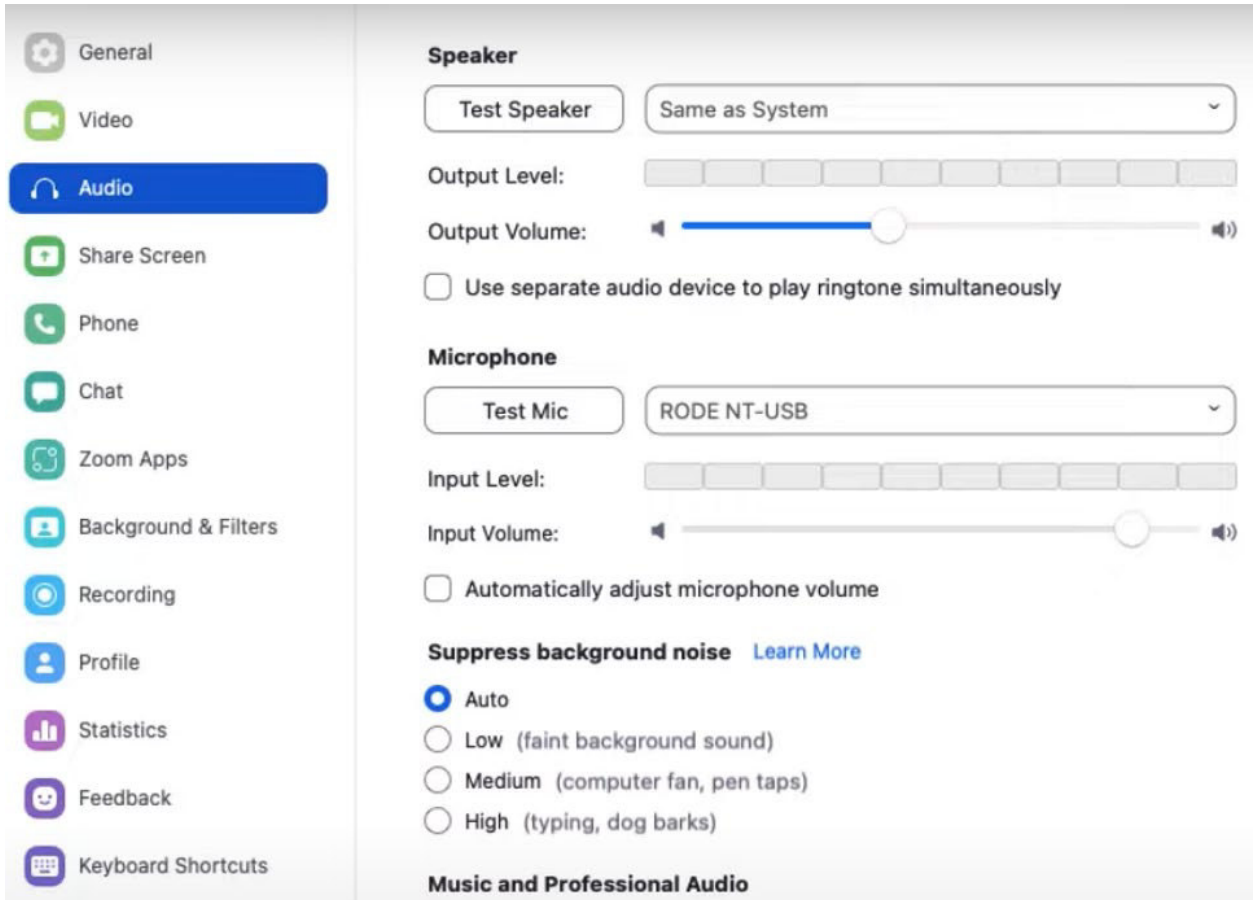 General
Video
Audio
Share Screen
Phone
Chat
Zoom Apps
Background & Filters
Recording
Profile
Statistics
Feedback
Keyboard Shortcuts
Speaker
Test Speaker
Same as System
Output Level:
Output Volume:
Use separate audio device to play ringtone simultaneously
Microphone
Test Mic
RODE NT-USB
Input Level:
Input Volume:
Automatically adjust microphone volume
Suppress background noise Learn More
Auto
Low (faint background sound)
Medium (computer fan, pen taps)
High (typing, dog barks)
Music and Professional Audio